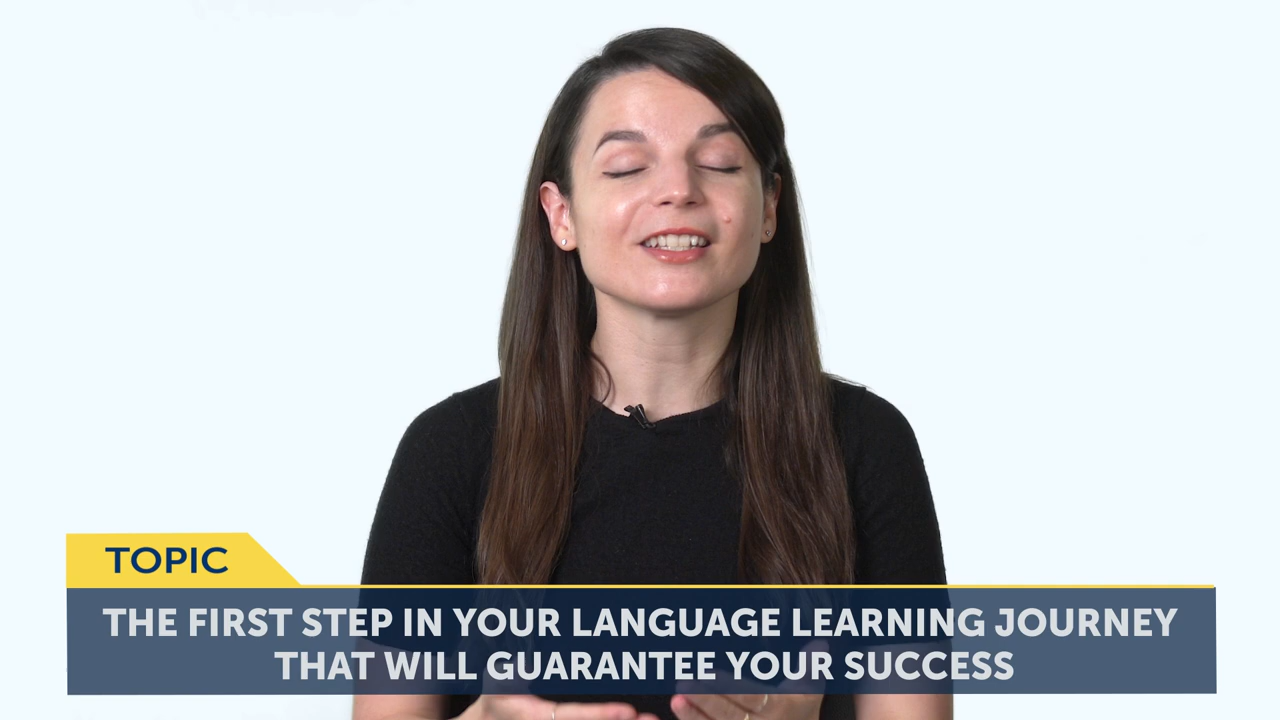 TOPIC
THE FIRST STEP IN YOUR LANGUAGE LEARNING JOURNEY
THAT WILL GUARANTEE YOUR SUCCESS